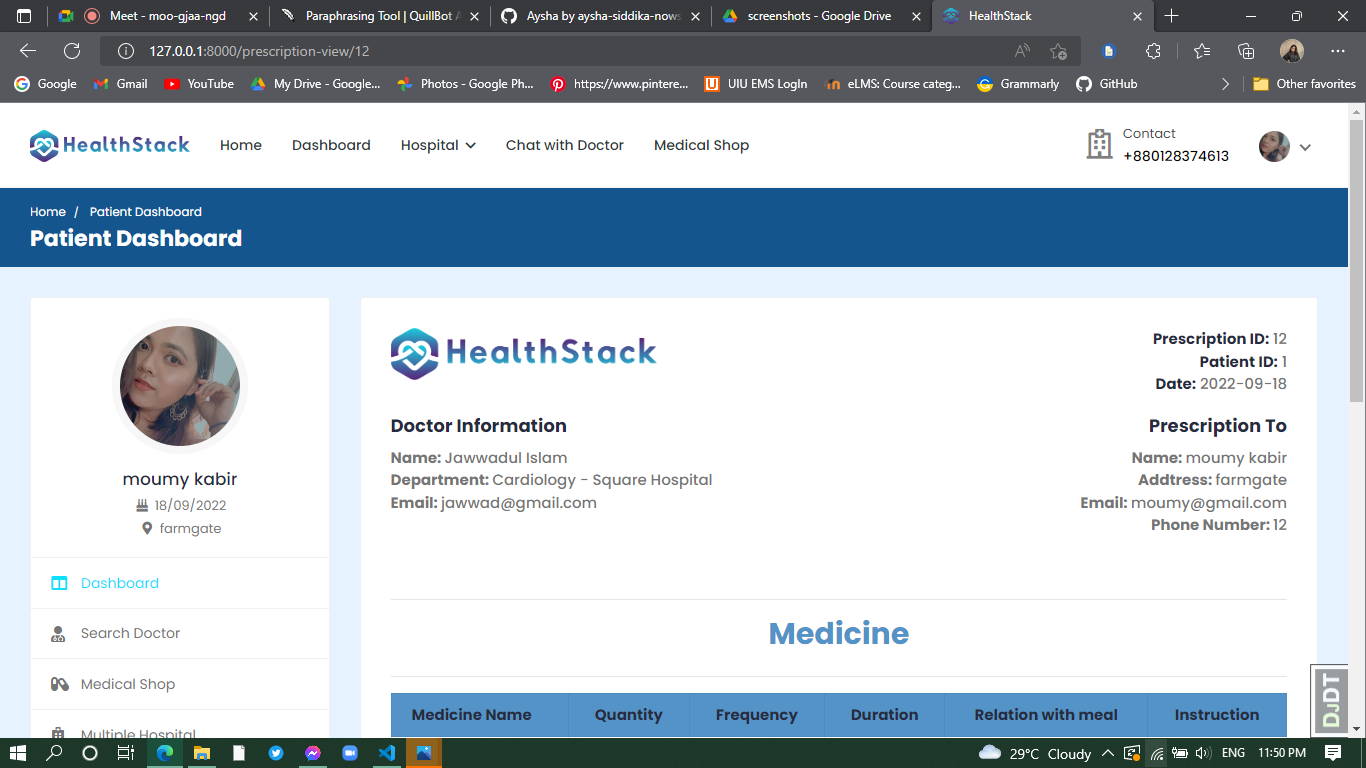 Meet - moo-gjaa-ngd
Paraphrasing Tool | QuillBot A
Aysha by aysha-siddika-nows
screenshots - Google Drive
HealthStack
127.0.0.1:8000/prescription-view/12
Google
Gmail
YouTube
My Drive - Google...
Photos - Google Ph...
https://www.pintere...
UIU EMS LogIn
eLMS: Course categ...
Grammarly
GitHub
Other favorites
HealthStack
Home
Dashboard
Hospital
Chat with Doctor
Medical Shop
Contact
+880128374613
Home / Patient Dashboard
Patient Dashboard
moumy kabir
18/09/2022
farmgate
Dashboard
Search Doctor
Medical Shop
Multiple Hospital
HealthStack
Prescription ID: 12
Patient ID: 1
Date: 2022-09-18
Doctor Information
Name: Jawwadul Islam
Department: Cardiology - Square Hospital
Email: jawwad@gmail.com
Prescription To
Name: moumy kabir
Addtress: farmgate
Email: moumy@gmail.com
Phone Number: 12
Medicine
Medicine Name Quantity Frequency Duration Relation with meal Instruction
DJDT
29°C Cloudy
ENG
11:50 PM